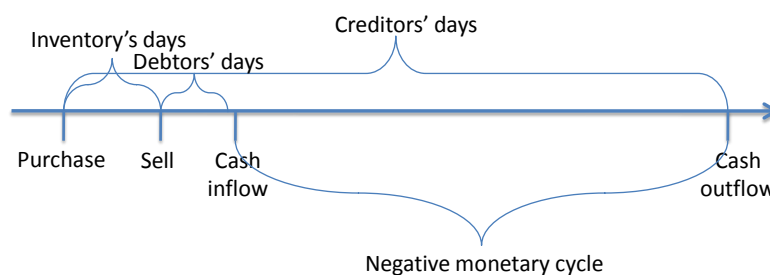 Creditors’ days
Inventory’s days
Debtors’ days
Purchase
Sell
Cash
inflow
Cash
outflow
Negative monetary cycle